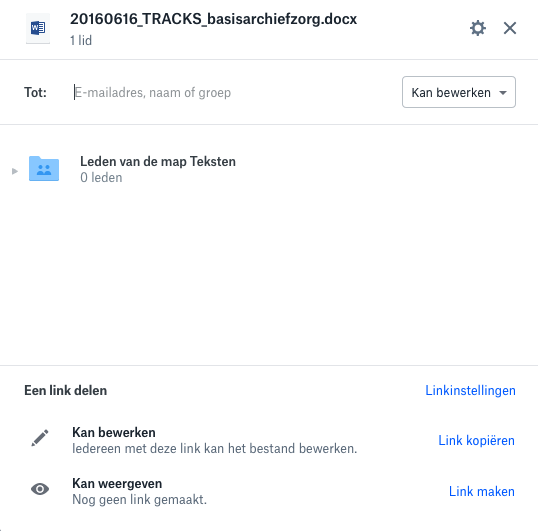 20160616_TRACKS_basisarchiefzorg.docx
1 lid
Tot: E-mailadres, naam of groep Kan bewerken
Leden van de map Teksten
0 leden
Een link delen Linkinstellingen
Kan bewerken
Iedereen met deze link kan het bestand bewerken. Link kopiëren
Kan weergeven
Nog geen link gemaakt. Link maken